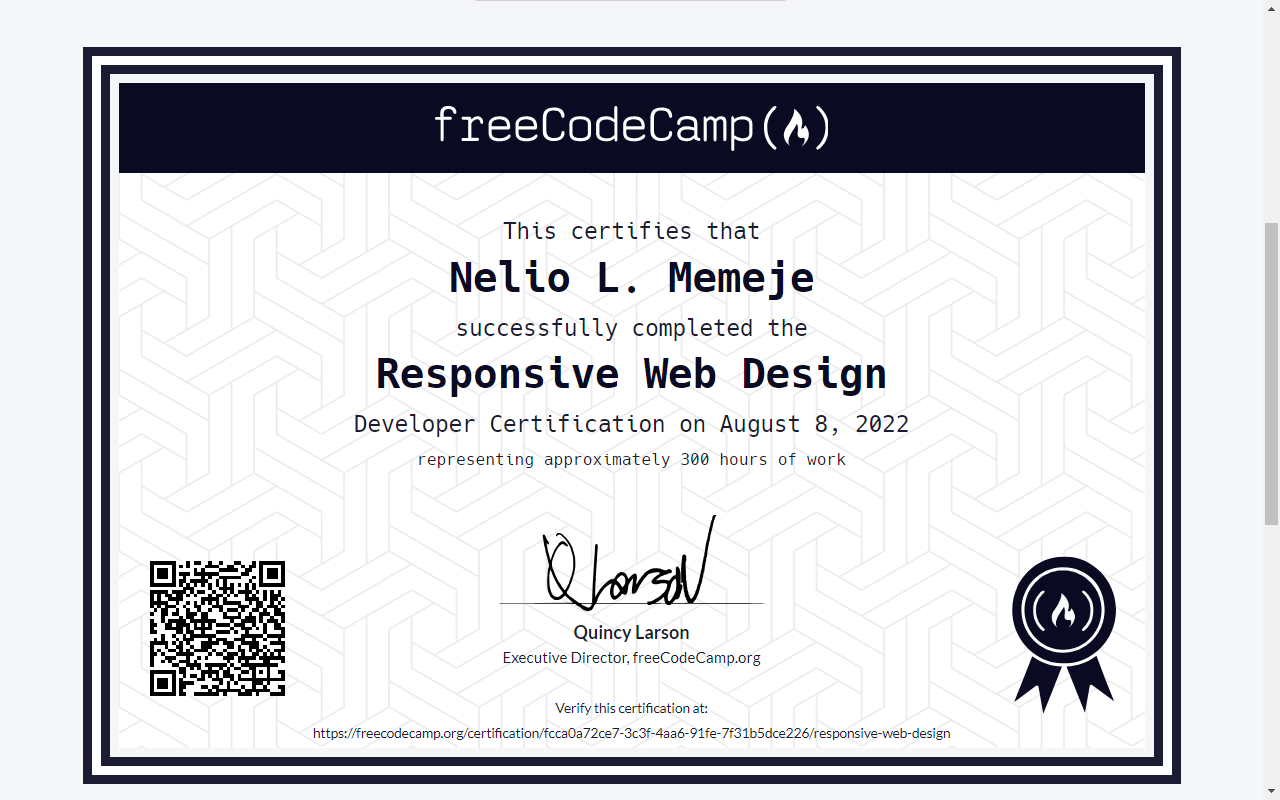 freeCodeCamp
This certifies that
Nelio L. Memeje
successfully completed the
Responsive Web Design
Developer Certification on August 8, 2022
representing approximately 300 hours of work
Q Larson
Quincy Larson
Executive Director, freeCodeCamp.org
Verify this certification at:
https://freecodecamp.org/certification/fcca0a72ce7-3c3f-4aa6-91fe-7f31b5dce226/responsive-web-design